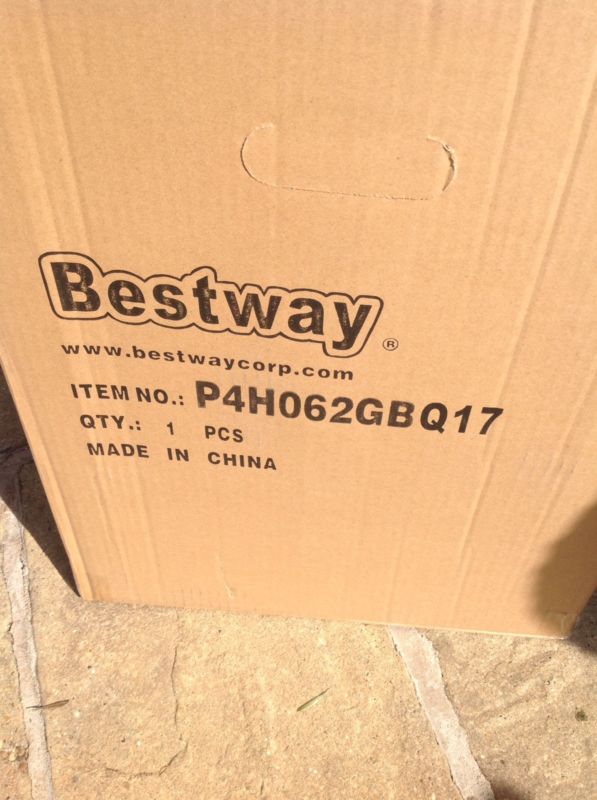 Bestway®
www.bestwaycorp.com
ITEM NO.: P4H062GBQ17
QTY.: 1 PCS
MADE IN CHINA